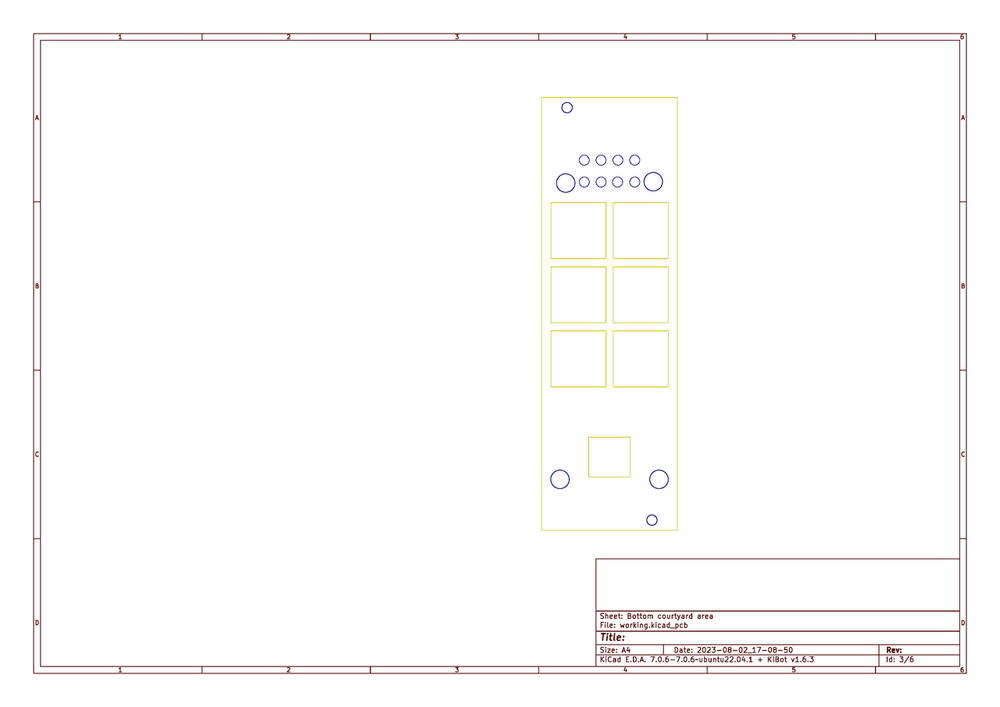 1 2 3 4 5 6
A A
B B
C C
D D
Sheet: Bottom courtyard area
File: working.kicad_pcb
Title:
Size: A4 Date: 2023-08-02_17-08-50 Rev:
KiCad E.D.A. 7.0.6-7.0.6~ubuntu22.04.1 + KiBot v1.6.3 Id: 3/6
1 2 3 4 5 6